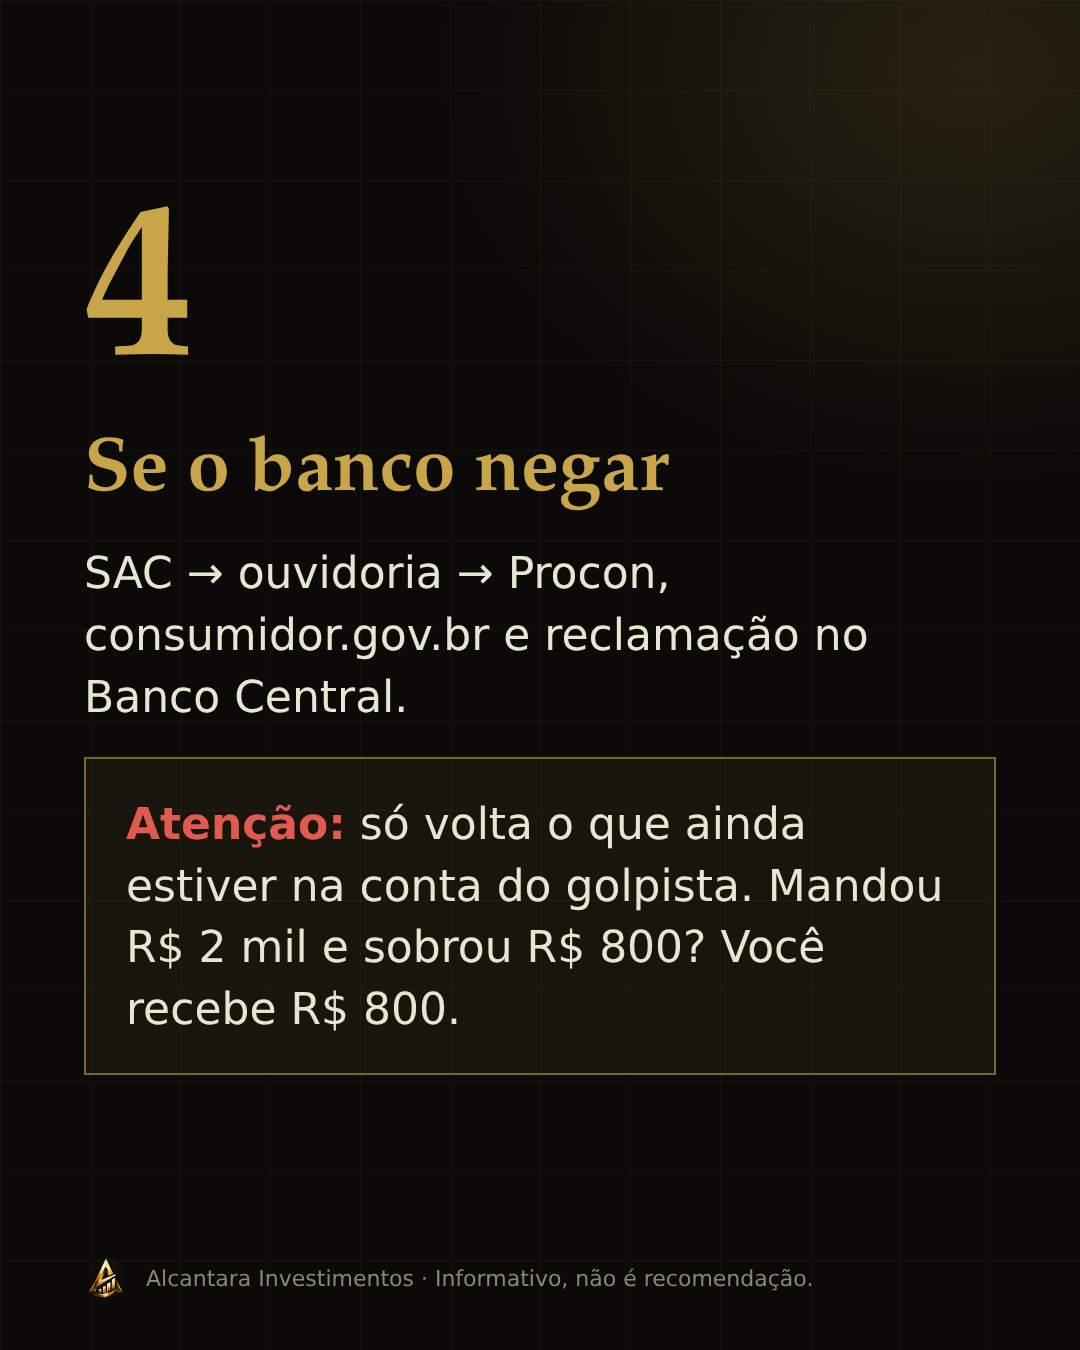 4
Se o banco negar
SAC → ouvidoria → Procon,
consumidor.gov.br e reclamação no
Banco Central.
Atenção: só volta o que ainda
estiver na conta do golpista. Mandou
R$ 2 mil e sobrou R$ 800? Você
recebe R$ 800.
Alcantara Investimentos · Informativo, não é recomendação.